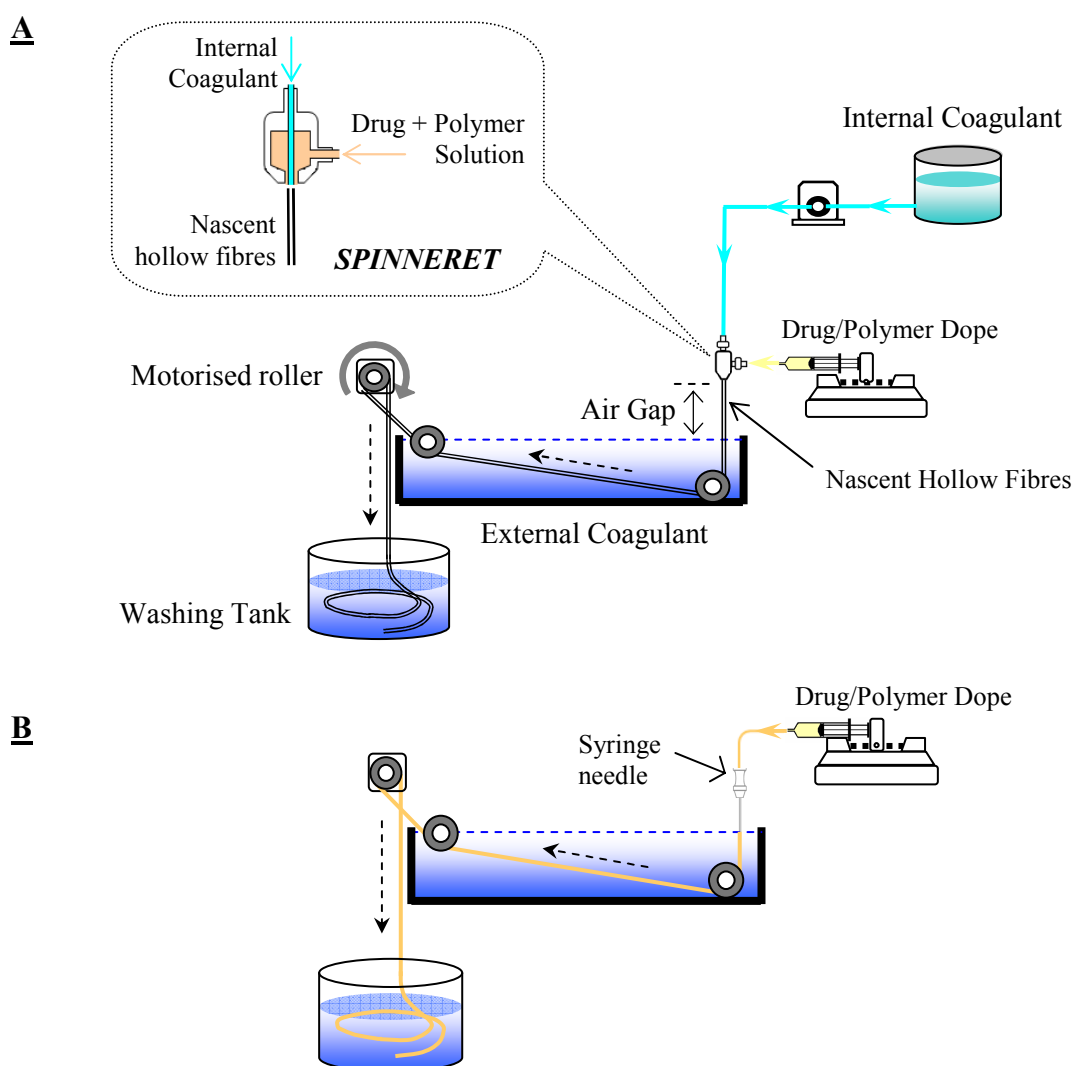 A
Internal
Coagulant
Drug + Polymer
Solution
Nascent
hollow fibres
SPINNERET
Internal Coagulant
Drug/Polymer Dope
Motorised roller
Air Gap
Nascent Hollow Fibres
External Coagulant
Washing Tank
B
Drug/Polymer Dope
Syringe
needle